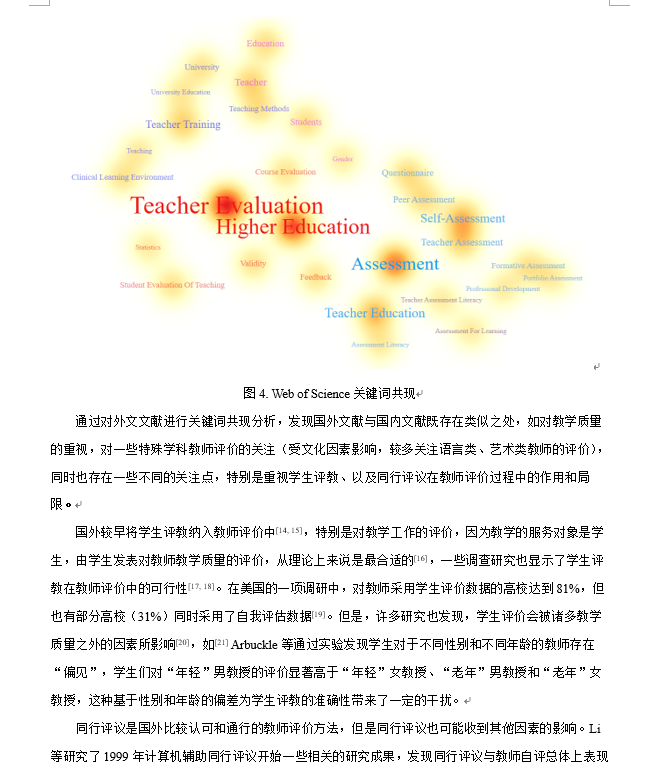 Education
University
Teacher
University Education
Teaching Methods
Teacher Training
Students
Teaching
Gender
Clinical Learning Environment
Course Evaluation
Questionnaire
Peer Assessment
Teacher Evaluation
Self-Assessment
Higher Education
Teacher Assessment
Statistics
Validity
Assessment
Formative Assessment
Feedback
Portfolio Assessment
Student Evaluation Of Teaching
Professional Development
Teacher Assessment Literacy
Teacher Education
Assessment For Learning
Assessment Literacy
图 4. Web of Science 关键词共现
通过对外文文献进行关键词共现分析，发现国外文献与国内文献既存在类似之处，如对教学质量
的重视，对一些特殊学科教师评价的关注（受文化因素影响，较多关注语言类、艺术类教师的评价），
同时也存在一些不同的关注点，特别是重视学生评教、以及同行评议在教师评价过程中的作用和局
限。
国外较早将学生评教纳入教师评价中[14, 15]，特别是对教学工作的评价，因为教学的服务对象是学
生，由学生发表对教师教学质量的评价，从理论上来说是最合适的[16]，一些调查研究也显示了学生评
教在教师评价中的可行性[17, 18]。在美国的一项调研中，对教师采用学生评价数据的高校达到 81%，但
也有部分高校（31%）同时采用了自我评估数据[19]。但是，许多研究也发现，学生评价会被诸多教学
质量之外的因素所影响[20]，如[21] Arbuckle 等通过实验发现学生对于不同性别和不同年龄的教师存在
“偏见”，学生们对“年轻”男教授的评价显著高于“年轻”女教授、“老年”男教授和“老年”女
教授，这种基于性别和年龄的偏差为学生评教的准确性带来了一定的干扰。
同行评议是国外比较认可和通行的教师评价方法，但是同行评议也可能收到其他因素的影响。Li
等研究了 1999 年计算机辅助同行评议开始一些相关的研究成果，发现同行评议与教师自评总体上表现